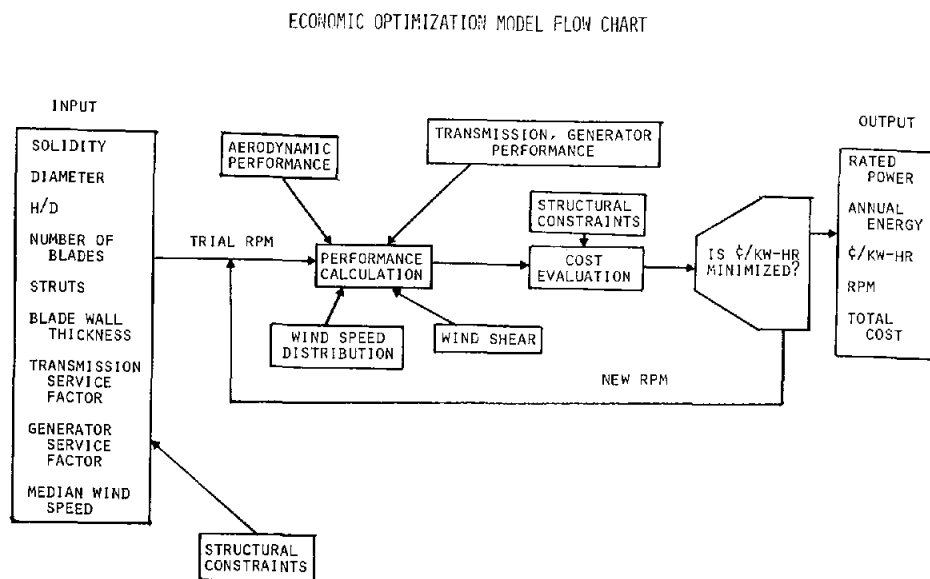 ECONOMIC OPTIMIZATION MODEL FLOW CHART
INPUT
SOLIDITY
DIAMETER
H/D
NUMBER OF
BLADES
STRUTS
BLADE WALL
THICKNESS
TRANSMISSION
SERVICE
FACTOR
GENERATOR
SERVICE
FACTOR
MEDIAN WIND
SPEED
STRUCTURAL
CONSTRAINTS
TRIAL RPM
AERODYNAMIC
PERFORMANCE
TRANSMISSION, GENERATOR
PERFORMANCE
PERFORMANCE
CALCULATION
WIND SPEED
DISTRIBUTION
WIND SHEAR
STRUCTURAL
CONSTRAINTS
COST
EVALUATION
IS ¢/KW-HR
MINIMIZED?
NEW RPM
OUTPUT
RATED
POWER
ANNUAL
ENERGY
¢/KW-HR
RPM
TOTAL
COST